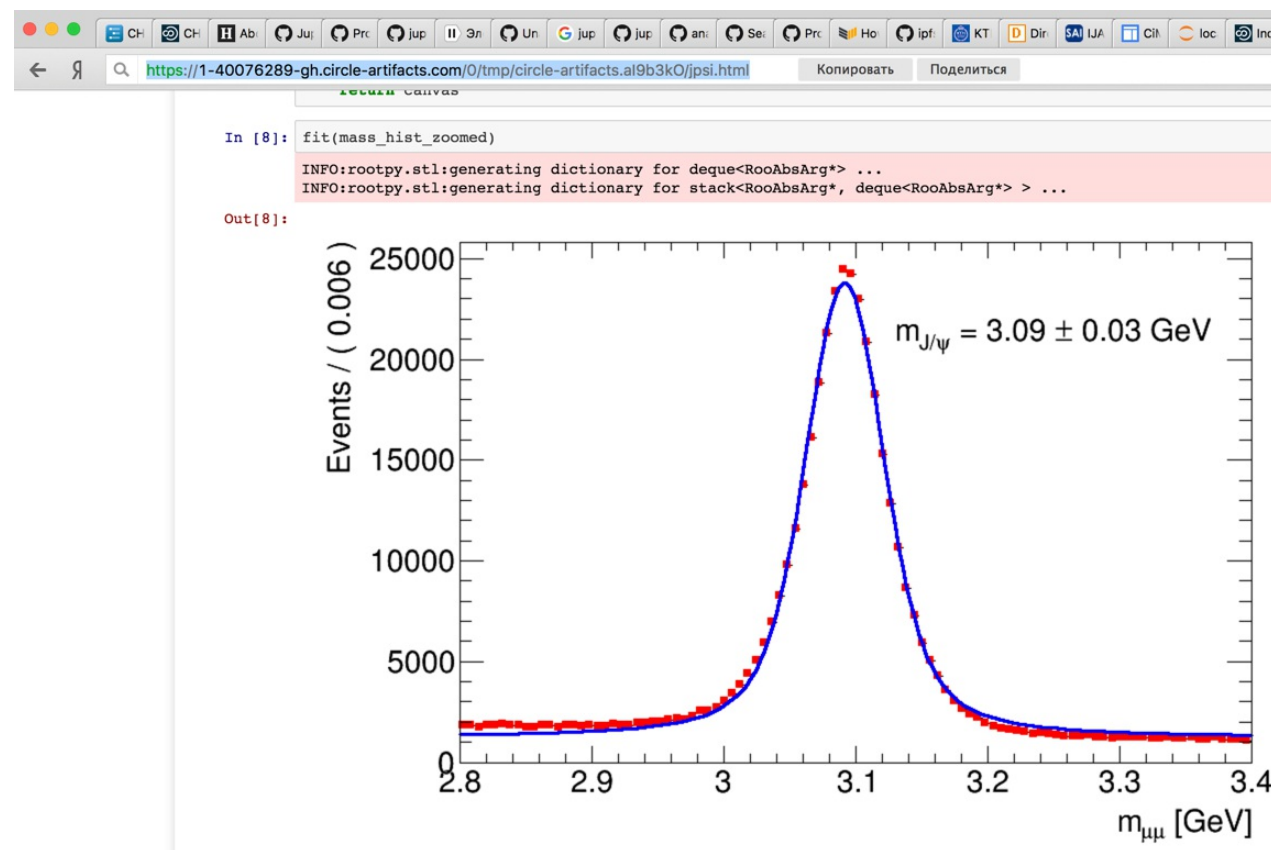 CH CH Ab Ju Pro jup Эл Un jup jup an Se Pro Ho ipf KT Dir IJA CiN loc Inc
https://1-40076289-gh.circle-artifacts.com/0/tmp/circle-artifacts.al9b3kO/jpsi.html Копировать Поделиться
return canvas
In [8]: fit(mass_hist_zoomed)
INFO:rootpy.stl:generating dictionary for deque<RooAbsArg*> ...
INFO:rootpy.stl:generating dictionary for stack<RooAbsArg*, deque<RooAbsArg*> > ...
Out[8]:
Events / ( 0.006 )
25000
20000
15000
10000
5000
0
m_J/ψ = 3.09 ± 0.03 GeV
2.8 2.9 3 3.1 3.2 3.3 3.4
m_μμ [GeV]